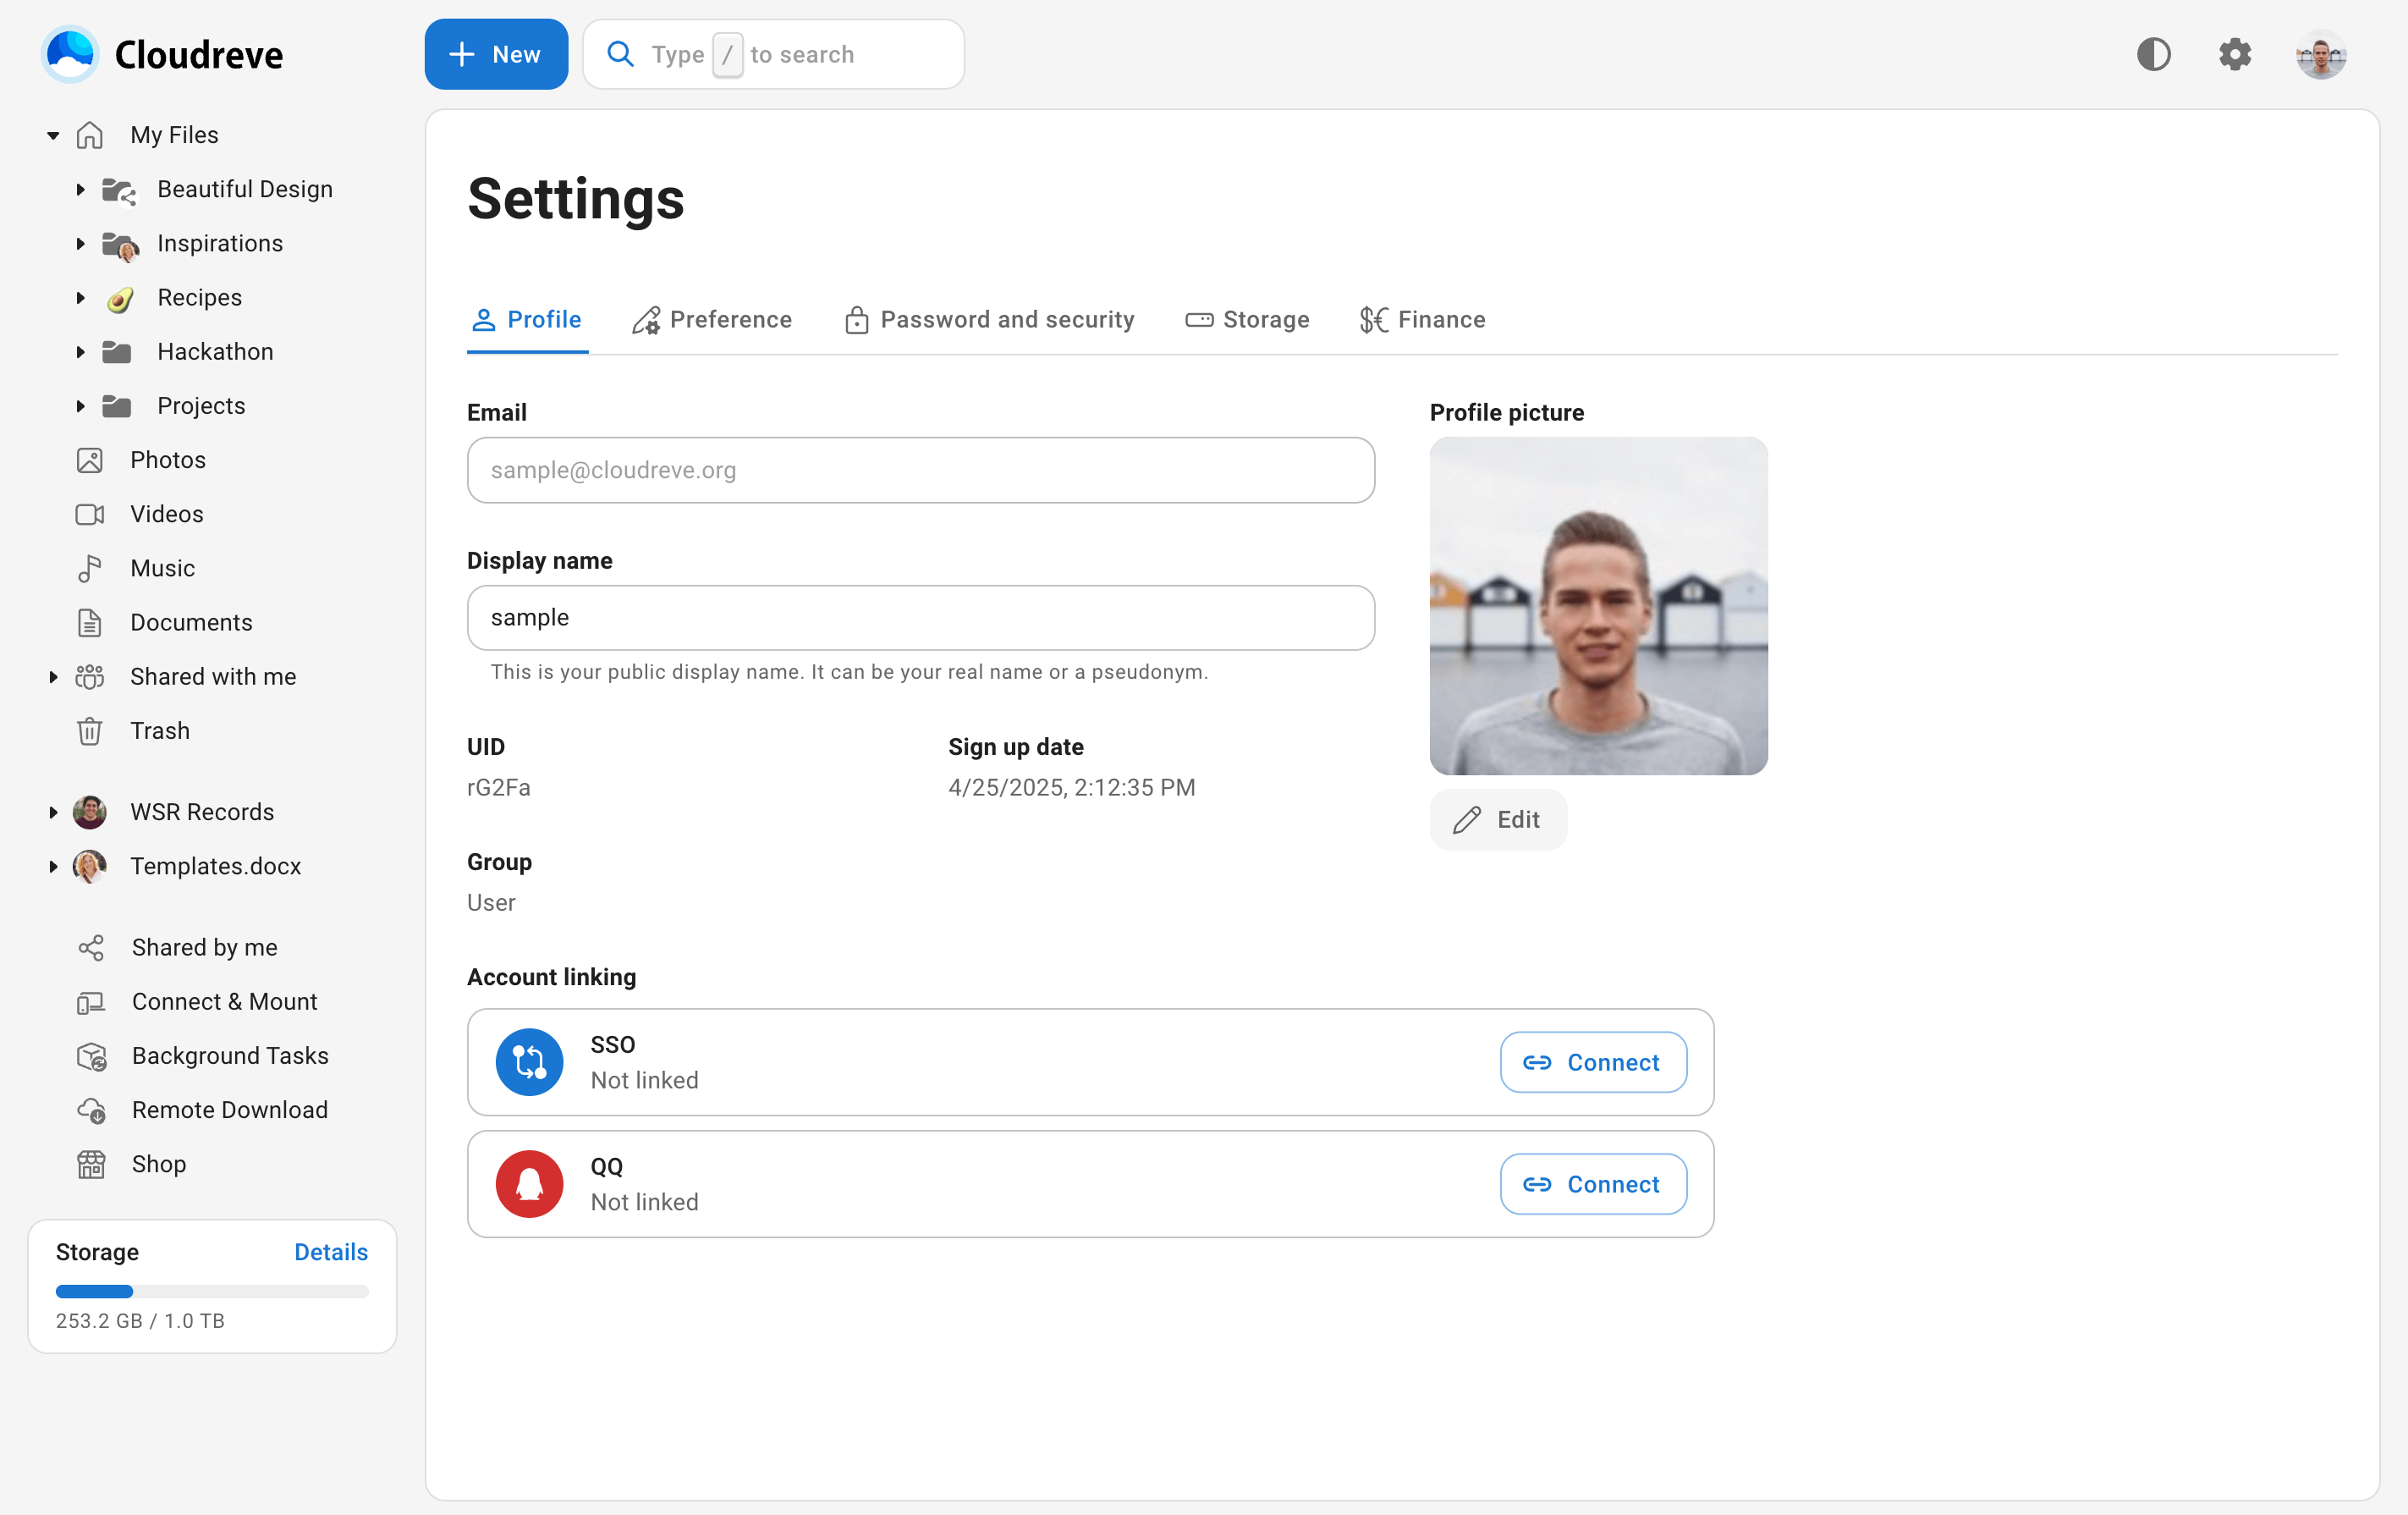 Cloudreve
New
Type / to search
My Files
Beautiful Design
Inspirations
Recipes
Hackathon
Projects
Photos
Videos
Music
Documents
Shared with me
Trash
WSR Records
Templates.docx
Shared by me
Connect & Mount
Background Tasks
Remote Download
Shop
Storage Details
253.2 GB / 1.0 TB
Settings
Profile Preference Password and security Storage Finance
Email
sample@cloudreve.org
Display name
sample
This is your public display name. It can be your real name or a pseudonym.
UID Sign up date
rG2Fa 4/25/2025, 2:12:35 PM
Group
User
Profile picture
Edit
Account linking
SSO
Not linked
Connect
QQ
Not linked
Connect